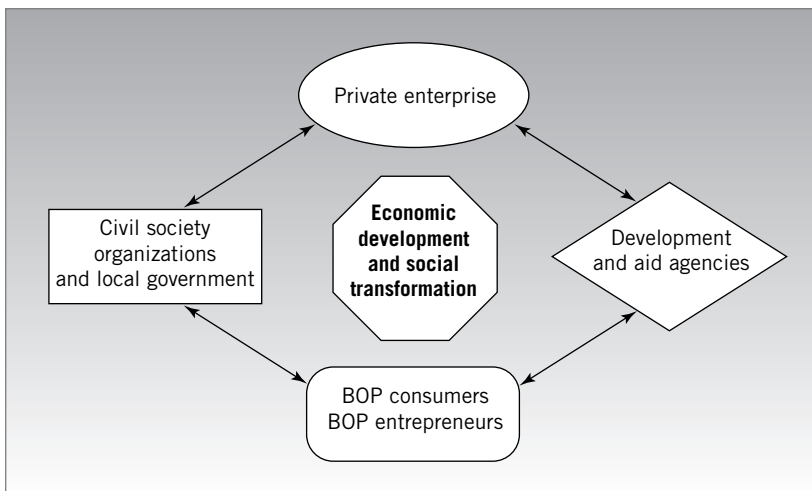 Private enterprise
Civil society
organizations
and local government
Economic
development
and social
transformation
Development
and aid agencies
BOP consumers
BOP entrepreneurs